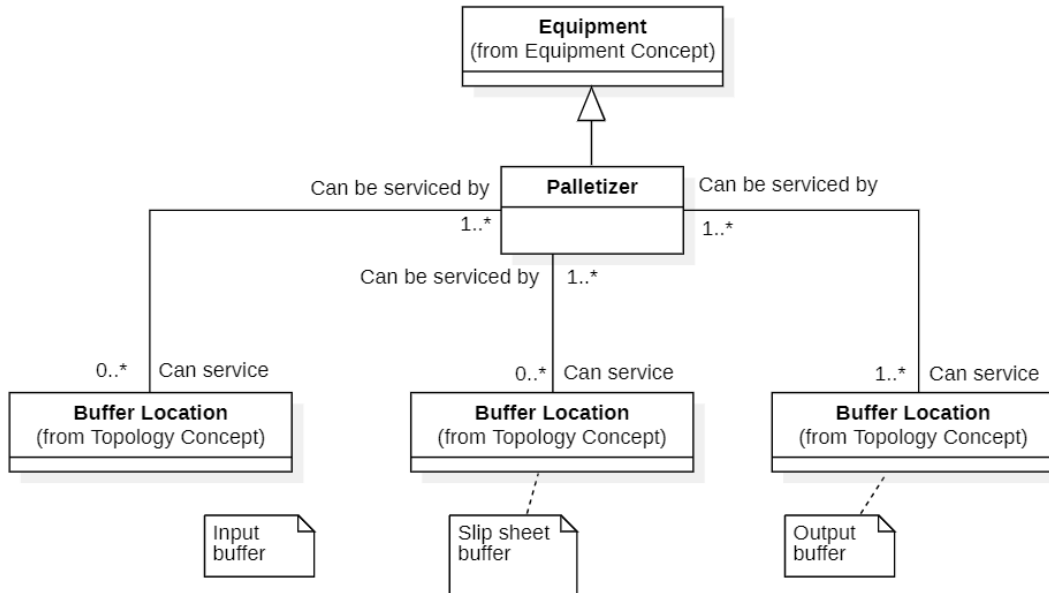 Equipment
(from Equipment Concept)
Palletizer
Can be serviced by
1..*
Can be serviced by
1..*
Can be serviced by
1..*
0..*
Can service
0..*
Can service
1..*
Can service
Buffer Location
(from Topology Concept)
Buffer Location
(from Topology Concept)
Buffer Location
(from Topology Concept)
Input
buffer
Slip sheet
buffer
Output
buffer